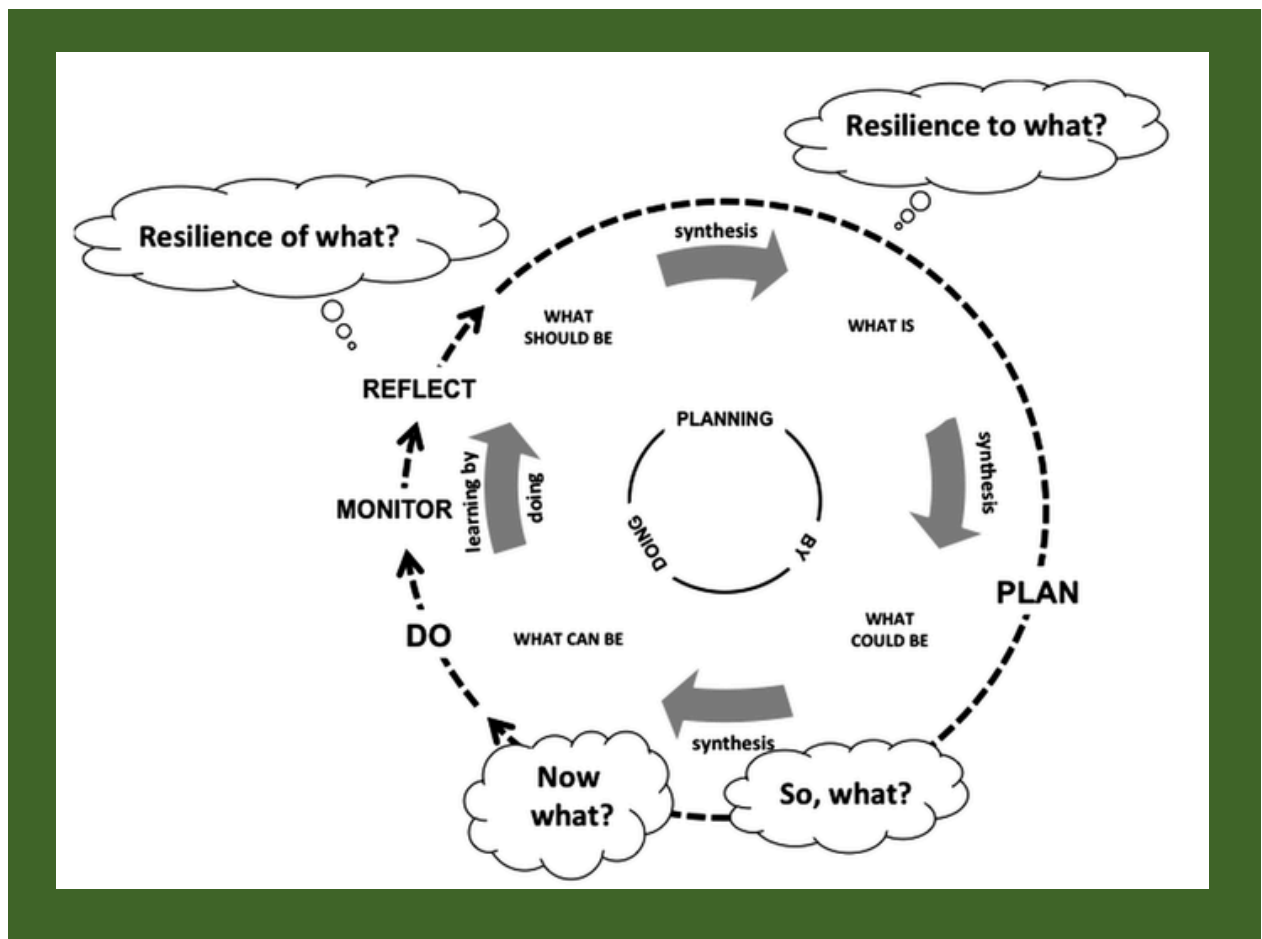 Resilience to what?
Resilience of what?
synthesis
WHAT
SHOULD BE
WHAT IS
REFLECT
PLANNING
synthesis
learning by
doing
MONITOR
DOING
BY
PLAN
WHAT
COULD BE
DO
WHAT CAN BE
synthesis
Now
what?
So, what?